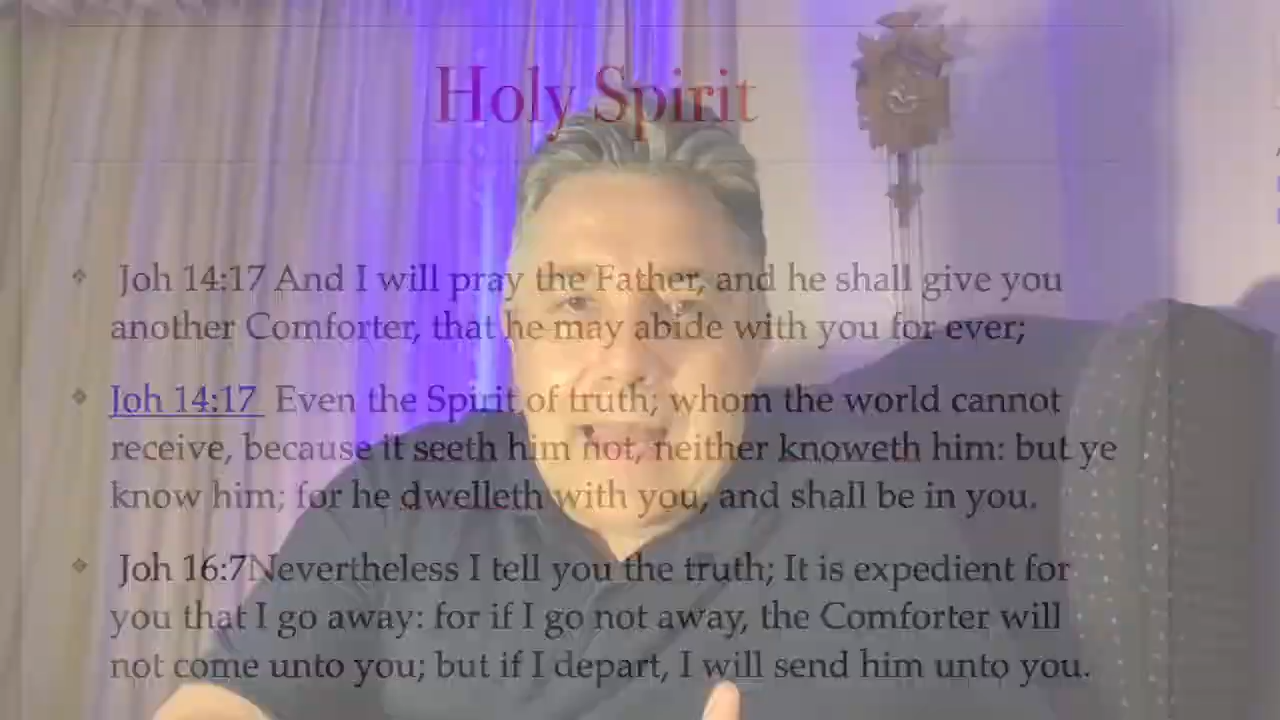 Holy Spirit
Joh 14:17 And I will pray the Father, and he shall give you
another Comforter, that he may abide with you for ever;
Joh 14:17 Even the Spirit of truth; whom the world cannot
receive, because it seeth him not, neither knoweth him: but ye
know him; for he dwelleth with you, and shall be in you.
Joh 16:7Nevertheless I tell you the truth; It is expedient for
you that I go away: for if I go not away, the Comforter will
not come unto you; but if I depart, I will send him unto you.